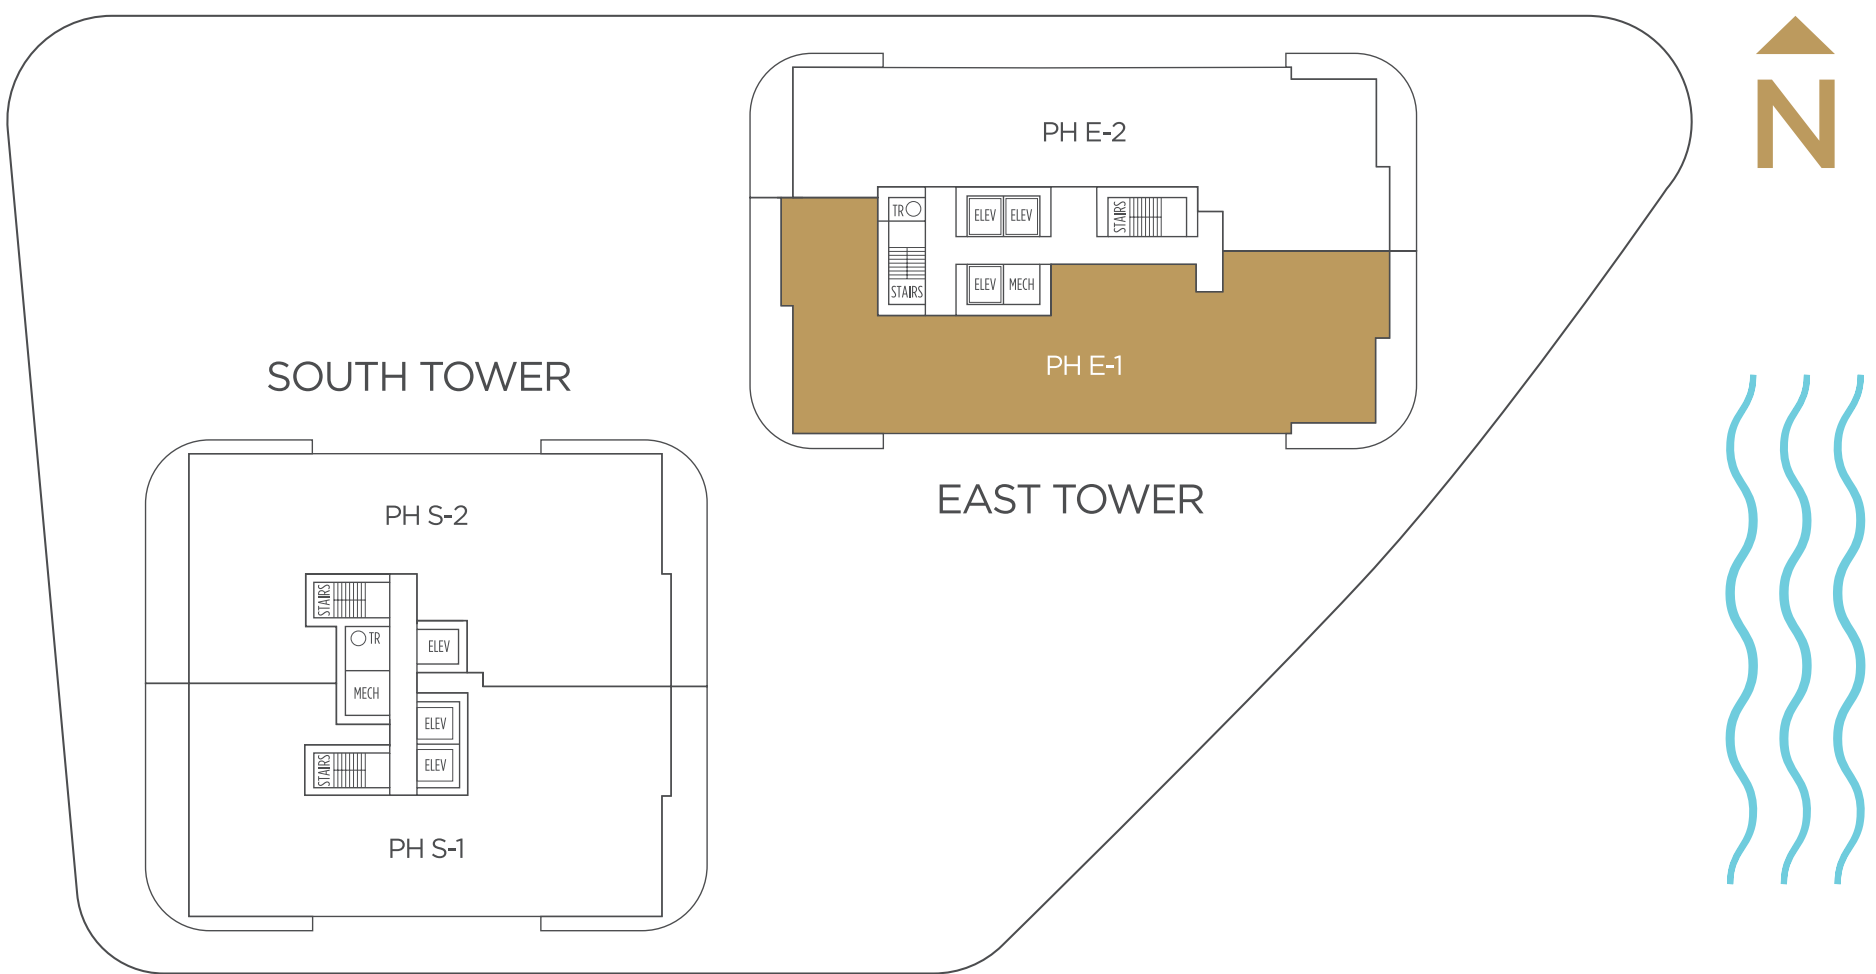 N
PH E-2
TR
ELEV
ELEV
STAIRS
STAIRS
ELEV
MECH
PH E-1
SOUTH TOWER
EAST TOWER
PH S-2
STAIRS
TR
ELEV
MECH
ELEV
STAIRS
ELEV
PH S-1